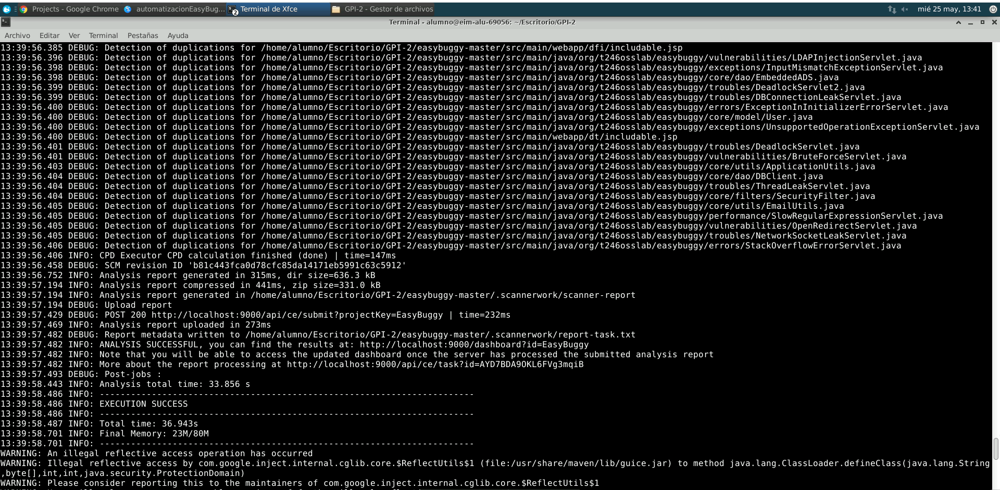 Projects - Google Chrome
automatizacionEasyBug...
Terminal de Xfce
GPI-2 - Gestor de archivos
mié 25 may, 13:41
2
Terminal - alumno@eim-alu-69056: ~/Escritorio/GPI-2
Archivo Editar Ver Terminal Pestañas Ayuda
13:39:56.385 DEBUG: Detection of duplications for /home/alumno/Escritorio/GPI-2/easybuggy-master/src/main/webapp/dfi/includable.jsp
13:39:56.396 DEBUG: Detection of duplications for /home/alumno/Escritorio/GPI-2/easybuggy-master/src/main/java/org/t246osslab/easybuggy/vulnerabilities/LDAPInjectionServlet.java
13:39:56.398 DEBUG: Detection of duplications for /home/alumno/Escritorio/GPI-2/easybuggy-master/src/main/java/org/t246osslab/easybuggy/exceptions/InputMismatchExceptionServlet.java
13:39:56.398 DEBUG: Detection of duplications for /home/alumno/Escritorio/GPI-2/easybuggy-master/src/main/java/org/t246osslab/easybuggy/core/dao/EmbeddedADS.java
13:39:56.399 DEBUG: Detection of duplications for /home/alumno/Escritorio/GPI-2/easybuggy-master/src/main/java/org/t246osslab/easybuggy/troubles/DeadlockServlet2.java
13:39:56.399 DEBUG: Detection of duplications for /home/alumno/Escritorio/GPI-2/easybuggy-master/src/main/java/org/t246osslab/easybuggy/troubles/DBConnectionLeakServlet.java
13:39:56.400 DEBUG: Detection of duplications for /home/alumno/Escritorio/GPI-2/easybuggy-master/src/main/java/org/t246osslab/easybuggy/errors/ExceptionInInitializerErrorServlet.java
13:39:56.400 DEBUG: Detection of duplications for /home/alumno/Escritorio/GPI-2/easybuggy-master/src/main/java/org/t246osslab/easybuggy/core/model/User.java
13:39:56.400 DEBUG: Detection of duplications for /home/alumno/Escritorio/GPI-2/easybuggy-master/src/main/java/org/t246osslab/easybuggy/exceptions/UnsupportedOperationExceptionServlet.java
13:39:56.400 DEBUG: Detection of duplications for /home/alumno/Escritorio/GPI-2/easybuggy-master/src/main/webapp/dt/includable.jsp
13:39:56.401 DEBUG: Detection of duplications for /home/alumno/Escritorio/GPI-2/easybuggy-master/src/main/java/org/t246osslab/easybuggy/troubles/DeadlockServlet.java
13:39:56.401 DEBUG: Detection of duplications for /home/alumno/Escritorio/GPI-2/easybuggy-master/src/main/java/org/t246osslab/easybuggy/vulnerabilities/BruteForceServlet.java
13:39:56.403 DEBUG: Detection of duplications for /home/alumno/Escritorio/GPI-2/easybuggy-master/src/main/java/org/t246osslab/easybuggy/core/utils/ApplicationUtils.java
13:39:56.404 DEBUG: Detection of duplications for /home/alumno/Escritorio/GPI-2/easybuggy-master/src/main/java/org/t246osslab/easybuggy/core/dao/DBClient.java
13:39:56.404 DEBUG: Detection of duplications for /home/alumno/Escritorio/GPI-2/easybuggy-master/src/main/java/org/t246osslab/easybuggy/troubles/ThreadLeakServlet.java
13:39:56.404 DEBUG: Detection of duplications for /home/alumno/Escritorio/GPI-2/easybuggy-master/src/main/java/org/t246osslab/easybuggy/core/filters/SecurityFilter.java
13:39:56.405 DEBUG: Detection of duplications for /home/alumno/Escritorio/GPI-2/easybuggy-master/src/main/java/org/t246osslab/easybuggy/core/utils/EmailUtils.java
13:39:56.405 DEBUG: Detection of duplications for /home/alumno/Escritorio/GPI-2/easybuggy-master/src/main/java/org/t246osslab/easybuggy/performance/SlowRegularExpressionServlet.java
13:39:56.405 DEBUG: Detection of duplications for /home/alumno/Escritorio/GPI-2/easybuggy-master/src/main/java/org/t246osslab/easybuggy/vulnerabilities/OpenRedirectServlet.java
13:39:56.405 DEBUG: Detection of duplications for /home/alumno/Escritorio/GPI-2/easybuggy-master/src/main/java/org/t246osslab/easybuggy/troubles/NetworkSocketLeakServlet.java
13:39:56.406 DEBUG: Detection of duplications for /home/alumno/Escritorio/GPI-2/easybuggy-master/src/main/java/org/t246osslab/easybuggy/errors/StackOverflowErrorServlet.java
13:39:56.406 INFO: CPD Executor CPD calculation finished (done) | time=147ms
13:39:56.458 DEBUG: SCM revision ID 'b81c443fca0d78cfc85da14171eb5991c63c5912'
13:39:56.752 INFO: Analysis report generated in 315ms, dir size=636.3 kB
13:39:57.194 INFO: Analysis report compressed in 441ms, zip size=331.0 kB
13:39:57.194 INFO: Analysis report generated in /home/alumno/Escritorio/GPI-2/easybuggy-master/.scannerwork/scanner-report
13:39:57.194 DEBUG: Upload report
13:39:57.429 DEBUG: POST 200 http://localhost:9000/api/ce/submit?projectKey=EasyBuggy | time=232ms
13:39:57.469 INFO: Analysis report uploaded in 273ms
13:39:57.482 DEBUG: Report metadata written to /home/alumno/Escritorio/GPI-2/easybuggy-master/.scannerwork/report-task.txt
13:39:57.482 INFO: ANALYSIS SUCCESSFUL, you can find the results at: http://localhost:9000/dashboard?id=EasyBuggy
13:39:57.482 INFO: Note that you will be able to access the updated dashboard once the server has processed the submitted analysis report
13:39:57.482 INFO: More about the report processing at http://localhost:9000/api/ce/task?id=AYD7BDA9OKL6FVg3mqiB
13:39:57.493 DEBUG: Post-jobs :
13:39:58.443 INFO: Analysis total time: 33.856 s
13:39:58.486 INFO: ------------------------------------------------------------------------
13:39:58.486 INFO: EXECUTION SUCCESS
13:39:58.486 INFO: ------------------------------------------------------------------------
13:39:58.487 INFO: Total time: 36.943s
13:39:58.701 INFO: Final Memory: 23M/80M
13:39:58.701 INFO: ------------------------------------------------------------------------
WARNING: An illegal reflective access operation has occurred
WARNING: Illegal reflective access by com.google.inject.internal.cglib.core.$ReflectUtils$1 (file:/usr/share/maven/lib/guice.jar) to method java.lang.ClassLoader.defineClass(java.lang.String
,byte[],int,int,java.security.ProtectionDomain)
WARNING: Please consider reporting this to the maintainers of com.google.inject.internal.cglib.core.$ReflectUtils$1